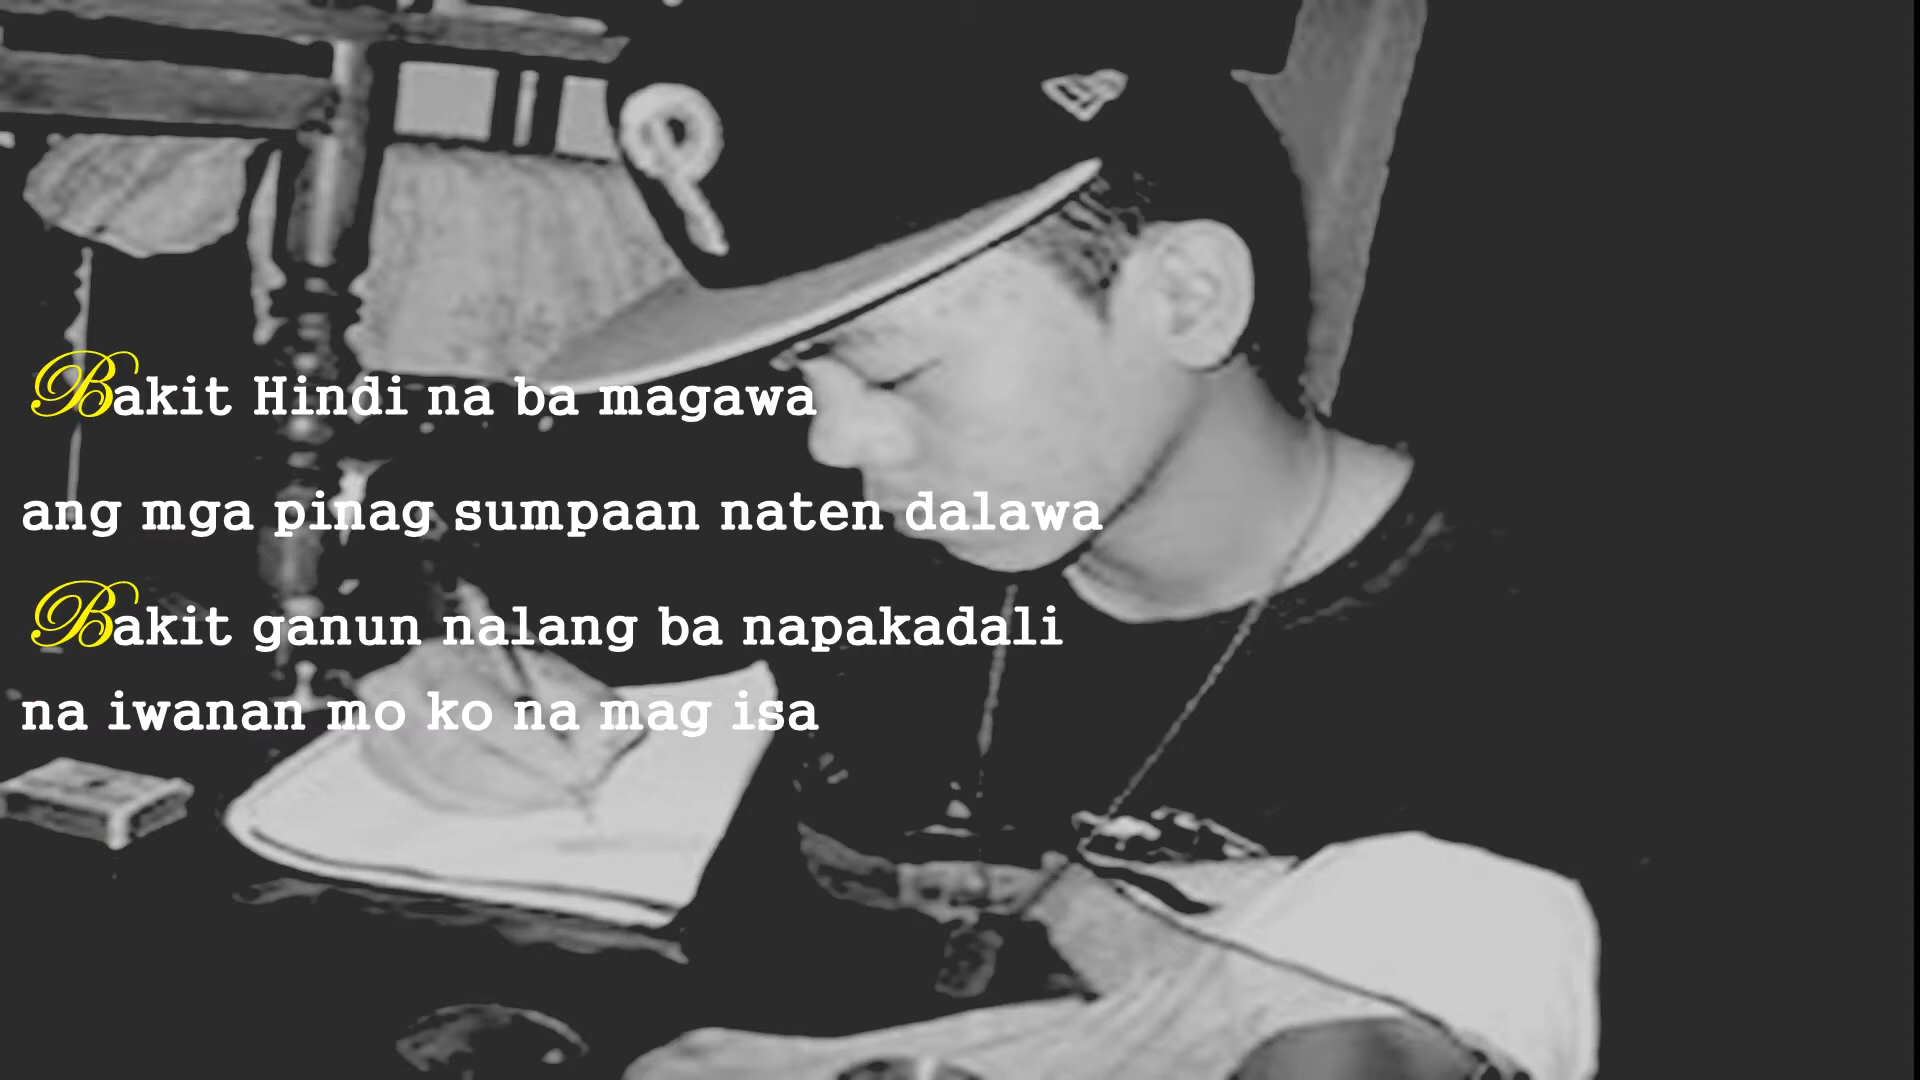 Bakit Hindi na ba magawa
ang mga pinag sumpaan naten dalawa
Bakit ganun nalang ba napakadali
na iwanan mo ko na mag isa